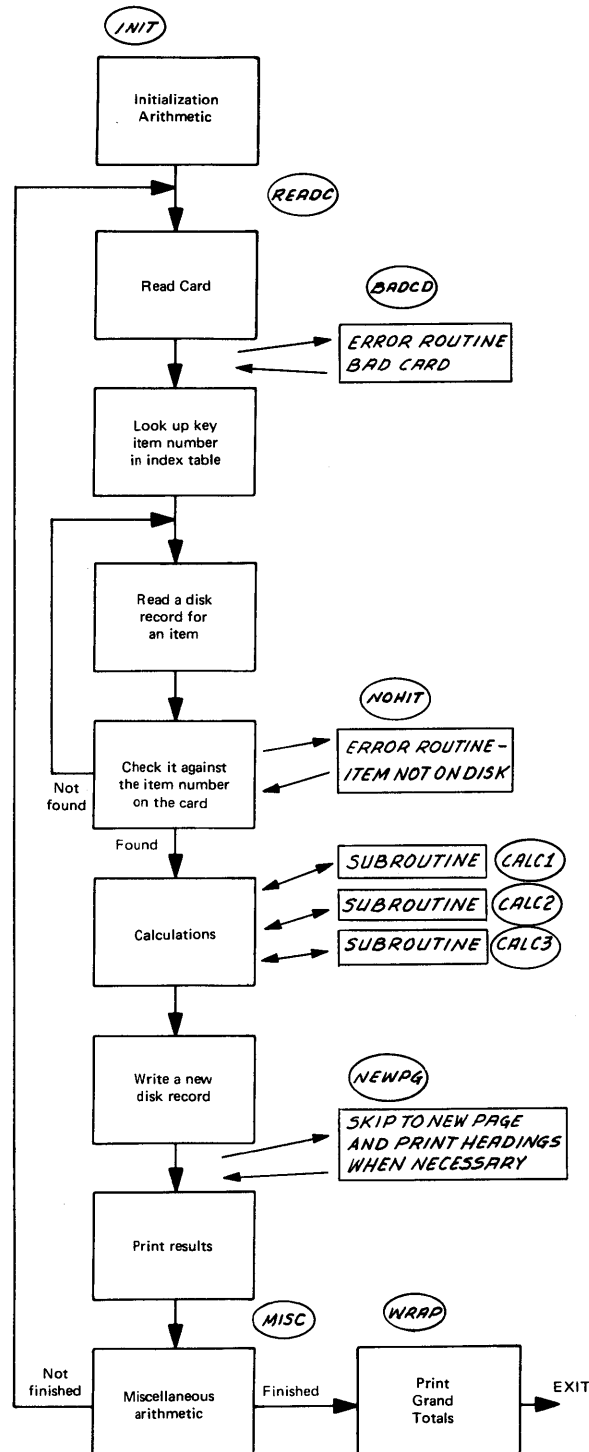 INIT
Initialization
Arithmetic
READC
Read Card
BADCD
ERROR ROUTINE
BAD CARD
Look up key
item number
in index table
Read a disk
record for
an item
NOHIT
ERROR ROUTINE -
ITEM NOT ON DISK
Check it against
the item number
on the card
Not
found
Found
SUBROUTINE CALC1
SUBROUTINE CALC2
SUBROUTINE CALC3
Calculations
Write a new
disk record
NEWPG
SKIP TO NEW PAGE
AND PRINT HEADINGS
WHEN NECESSARY
Print results
MISC
WRAP
Not
finished
Miscellaneous
arithmetic
Finished
Print
Grand
Totals
EXIT